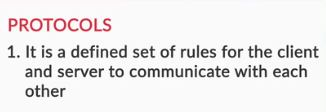 PROTOCOLS
1. It is a defined set of rules for the client
and server to communicate with each
other